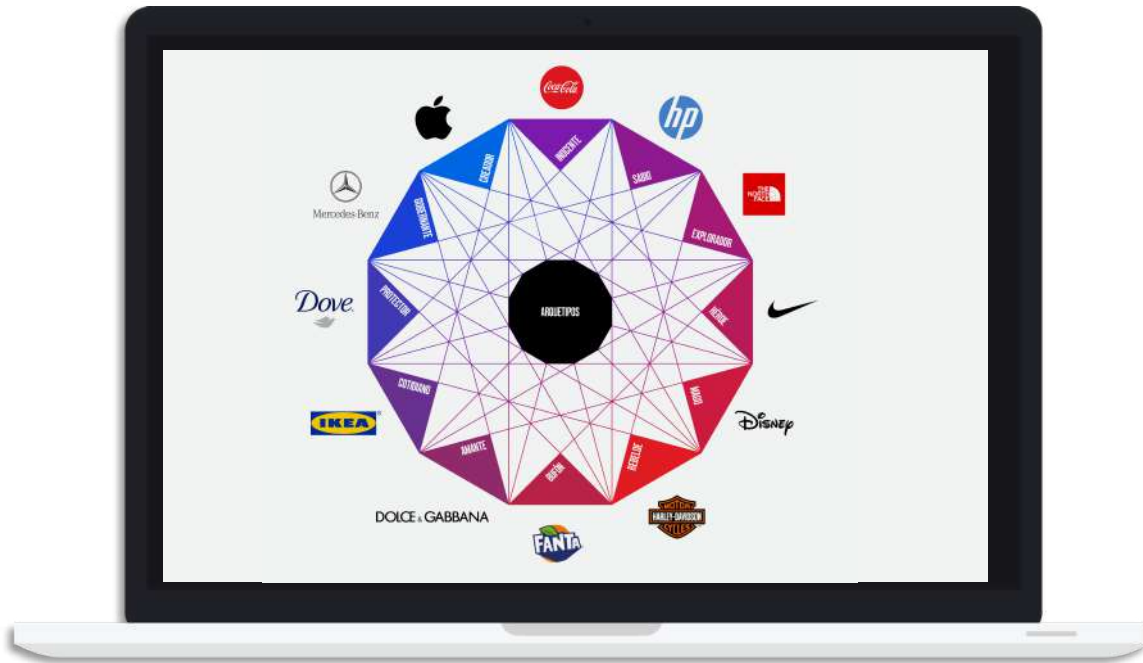 Coca-Cola
hp
THE
NORTH
FACE
Disney
MOTOR
HARLEY-DAVIDSON
CYCLES
FANTA
DOLCE & GABBANA
IKEA
Dove
Mercedes-Benz
INOCENTE
SABIO
EXPLORADOR
HÉROE
MAGO
REBELDE
BUFÓN
AMANTE
COTIDIANO
PROTECTOR
GOBERNANTE
CREADOR
ARQUETIPOS